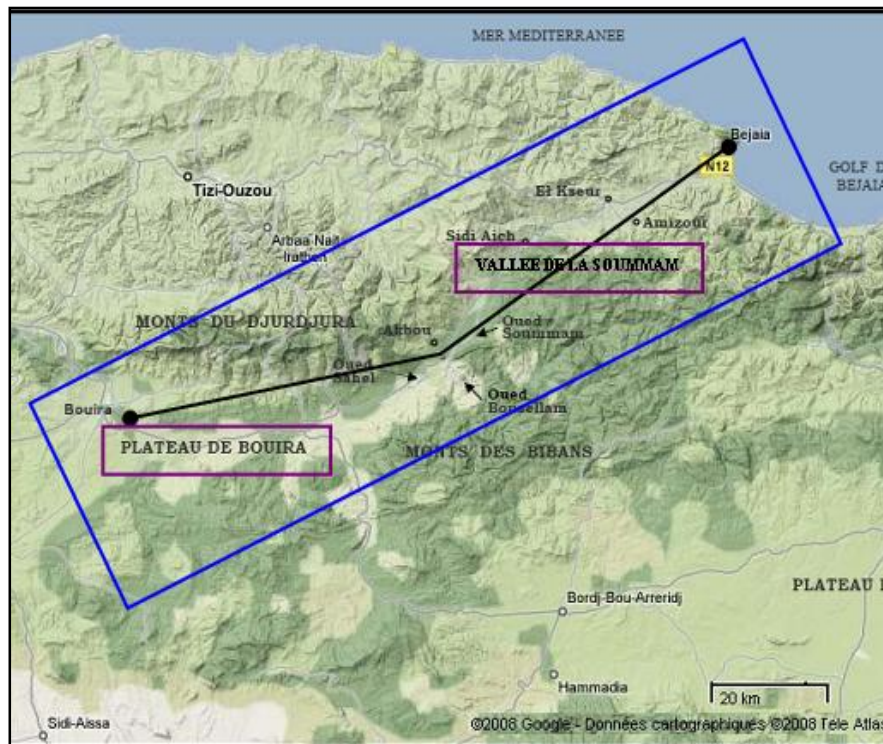 MER MEDITERRANEE
Bejaia
N12
GOLF D
BEJAIA
Tizi-Ouzou
El Kseur
Amizour
Arbaa Nait
Irathen
Sidi Aich
VALLEE DE LA SOUMMAM
MONTS DU DJURDJURA
Akbou
Oued
Soummam
Oued
Sahel
Oued
Bousellam
Bouira
PLATEAU DE BOUIRA
MONTS DES BIBANS
PLATEAU
Bordj-Bou-Arreridj
Hammadia
20 km
Sidi-Aissa
©2008 Google - Données cartographiques ©2008 Tele Atlas